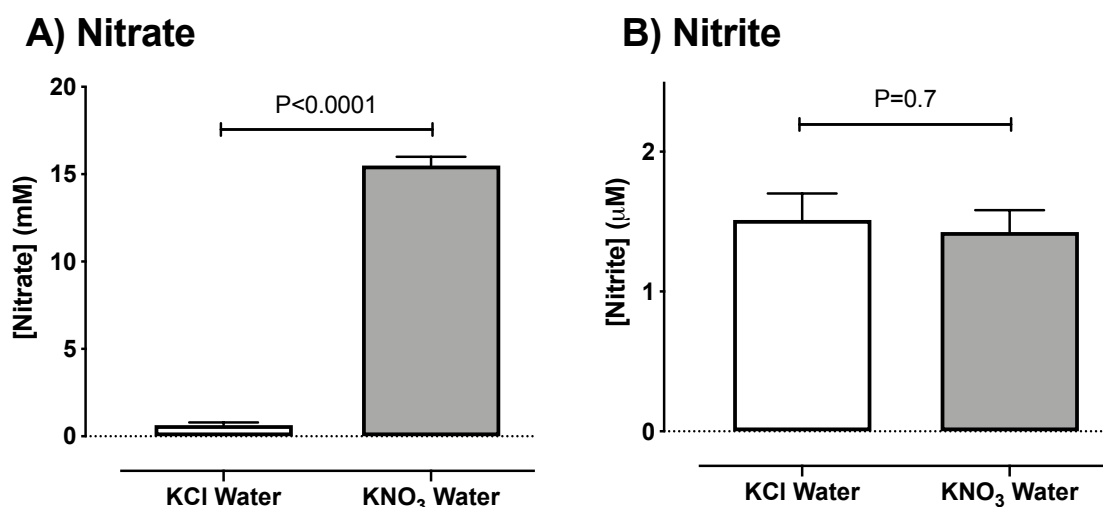 A) Nitrate
[Nitrate] (mM)
20
15
10
5
0
P<0.0001
KCl Water
KNO₃ Water
B) Nitrite
[Nitrite] (μM)
2
1
0
P=0.7
KCl Water
KNO₃ Water